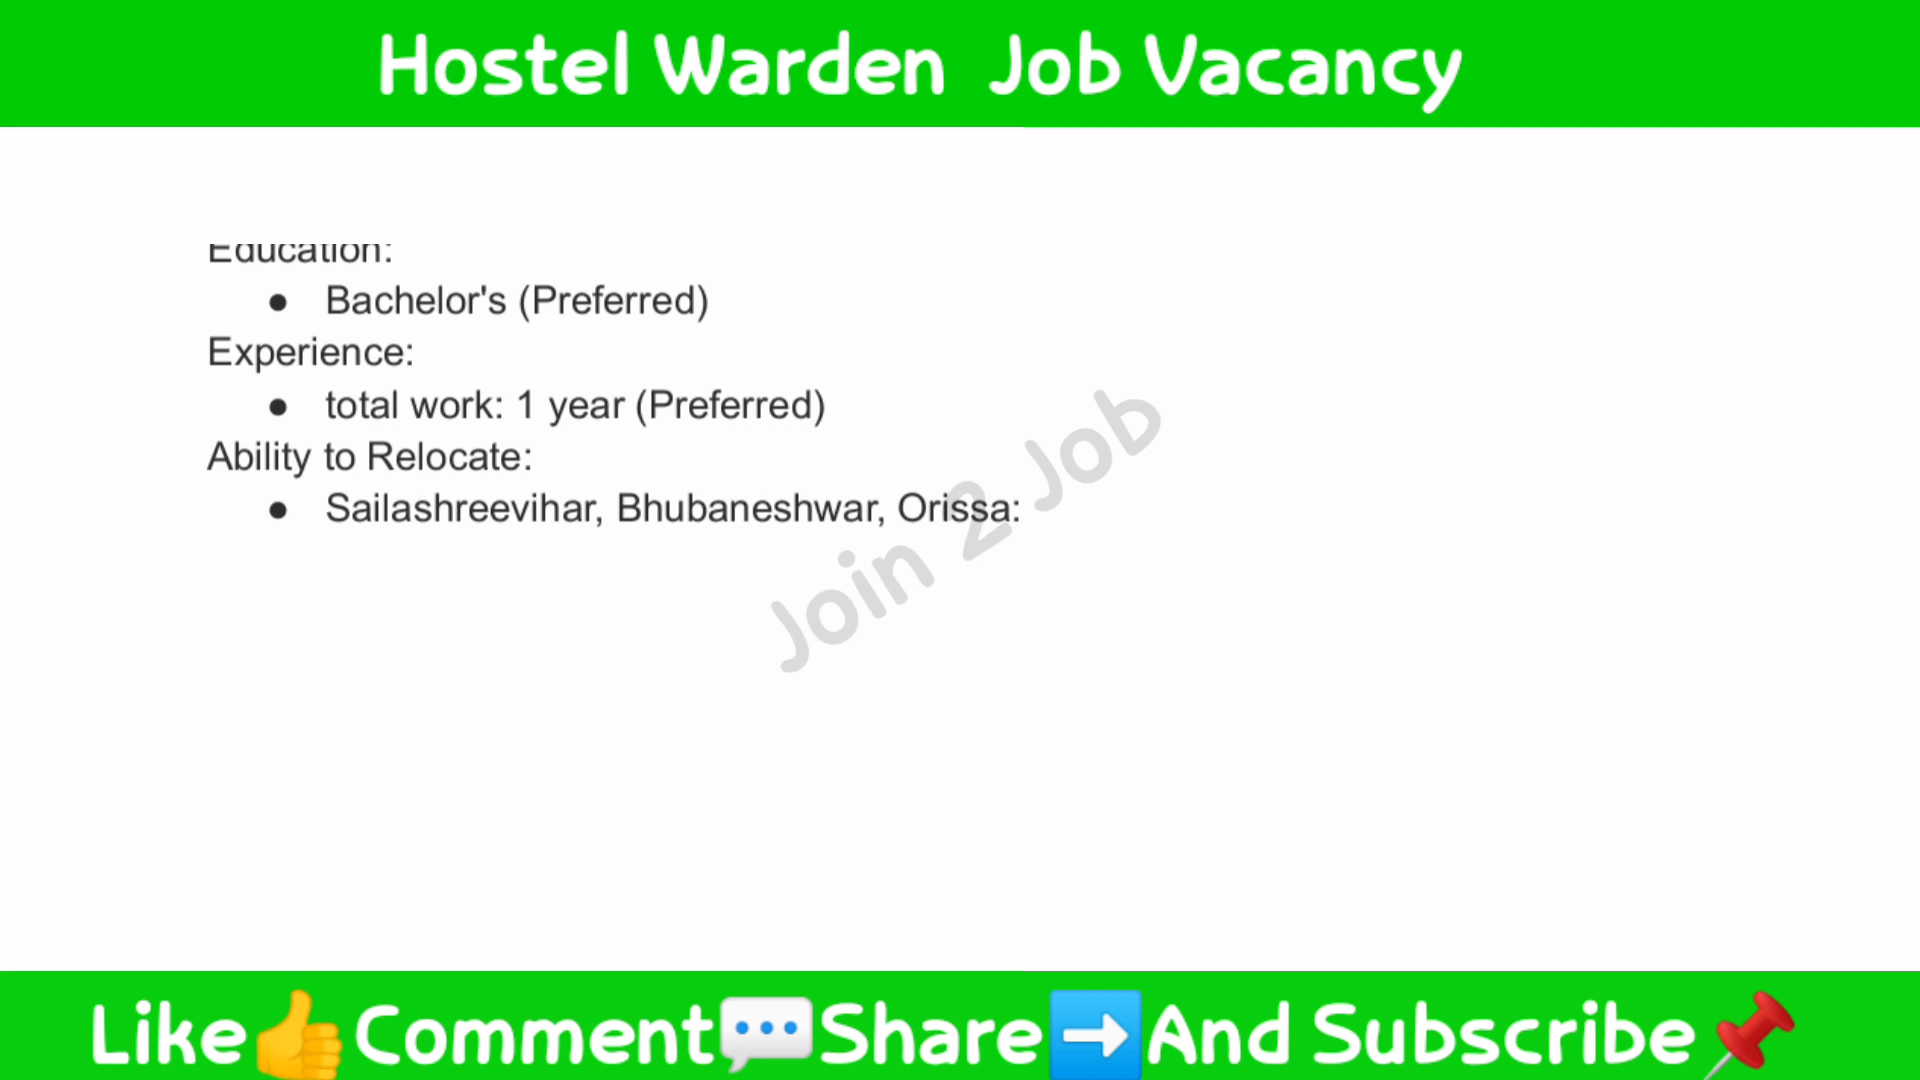 Hostel Warden Job Vacancy
Education:
● Bachelor's (Preferred)
Experience:
● total work: 1 year (Preferred)
Ability to Relocate:
● Sailashreevihar, Bhubaneshwar, Orissa:
Join 2 Job
Like👍Comment💬Share➡️And Subscribe📌